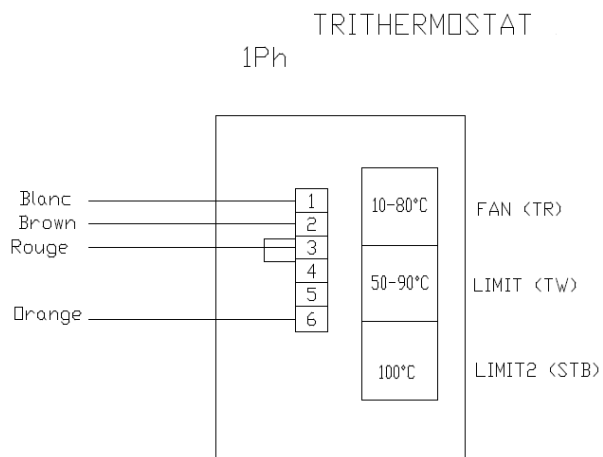 TRITHERMOSTAT
1Ph
Blanc
Brown
Rouge
Orange
1
2
3
4
5
6
10-80°C
FAN (TR)
50-90°C
LIMIT (TW)
100°C
LIMIT2 (STB)